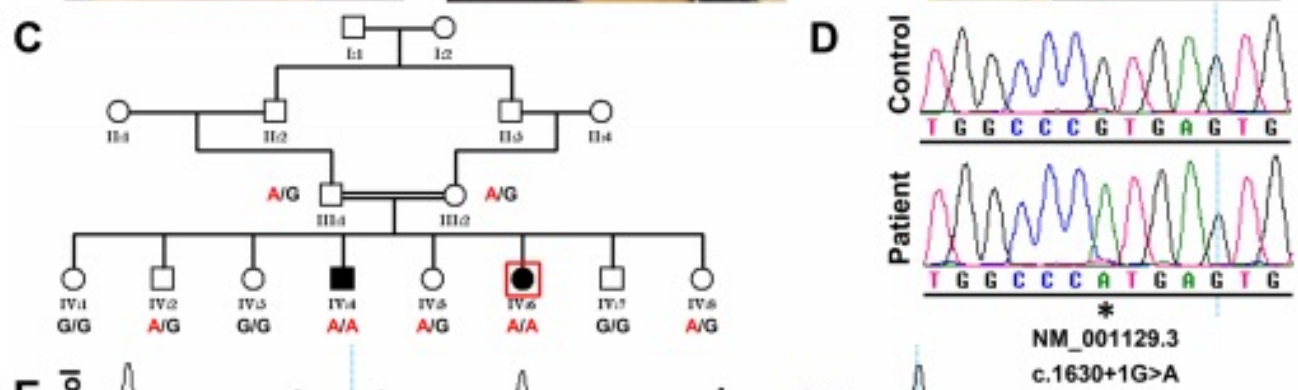 C
I:1 I:2
II:1 II:2 II:3 II:4
A/G A/G
III:1 III:2
IV:1 IV:2 IV:3 IV:4 IV:5 IV:6 IV:7 IV:8
G/G A/G G/G A/A A/G A/A G/G A/G
D
Control
T G G C C C G T G A G T G
Patient
T G G C C C A T G A G T G
*
NM_001129.3
c.1630+1G>A